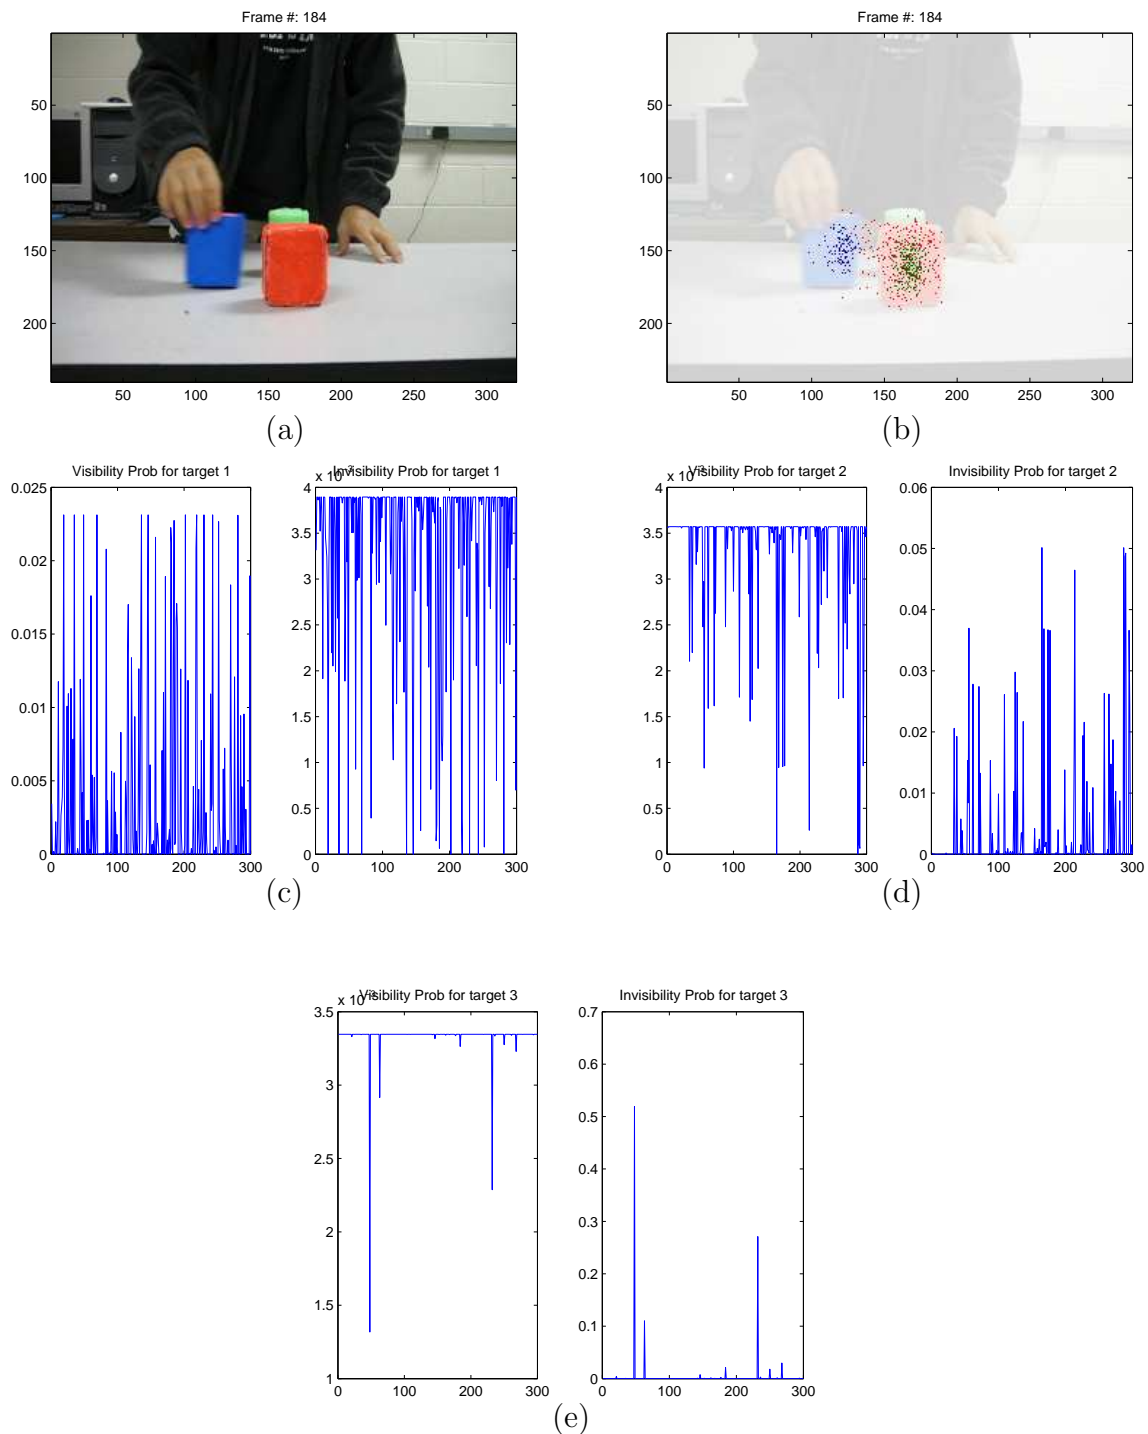 Frame #: 184
50
100
150
200
50 100 150 200 250 300
(a)
Frame #: 184
50
100
150
200
50 100 150 200 250 300
(b)
Visibility Prob for target 1
0.025
0.02
0.015
0.01
0.005
0
0 100 200 300
Invisibility Prob for target 1
4
3.5
3
2.5
2
1.5
1
0.5
0
0 100 200 300
(c)
Visibility Prob for target 2
4
3.5
3
2.5
2
1.5
1
0.5
0
0 100 200 300
Invisibility Prob for target 2
0.06
0.05
0.04
0.03
0.02
0.01
0
0 100 200 300
(d)
Visibility Prob for target 3
3.5
3
2.5
2
1.5
1
0 100 200 300
Invisibility Prob for target 3
0.7
0.6
0.5
0.4
0.3
0.2
0.1
0
0 100 200 300
(e)